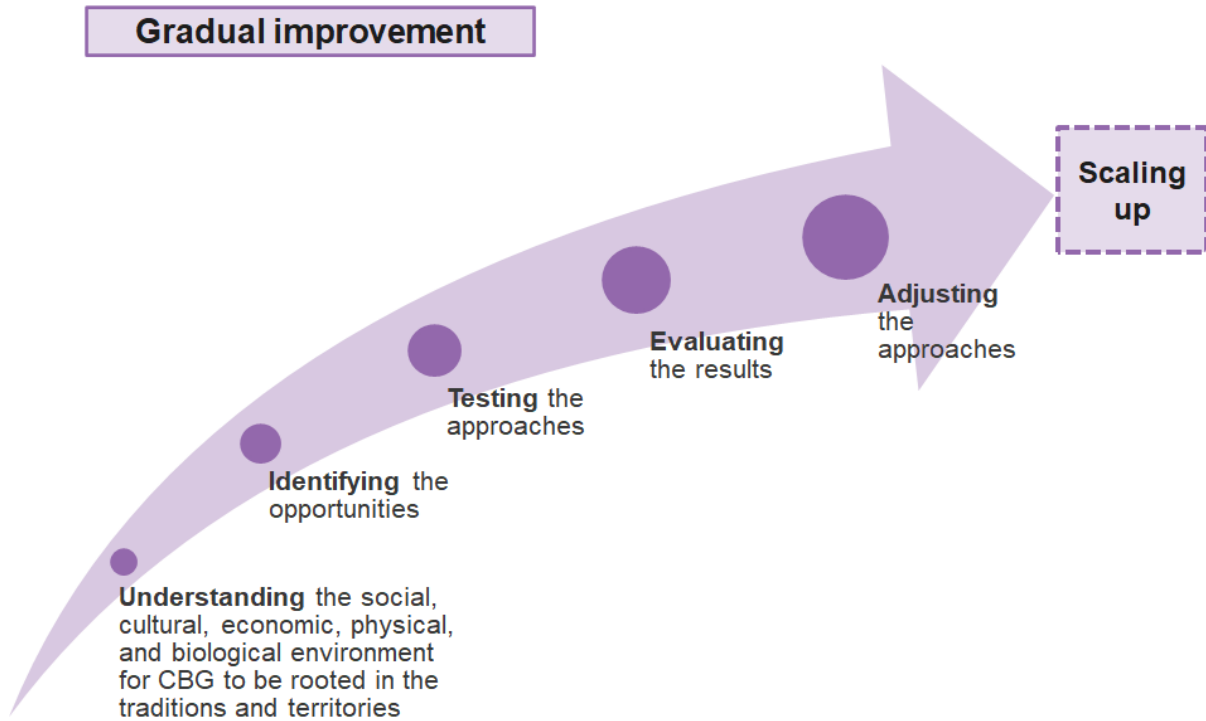 Gradual improvement
Scaling
up
Adjusting
the
approaches
Evaluating
the results
Testing the
approaches
Identifying the
opportunities
Understanding the social,
cultural, economic, physical,
and biological environment
for CBG to be rooted in the
traditions and territories